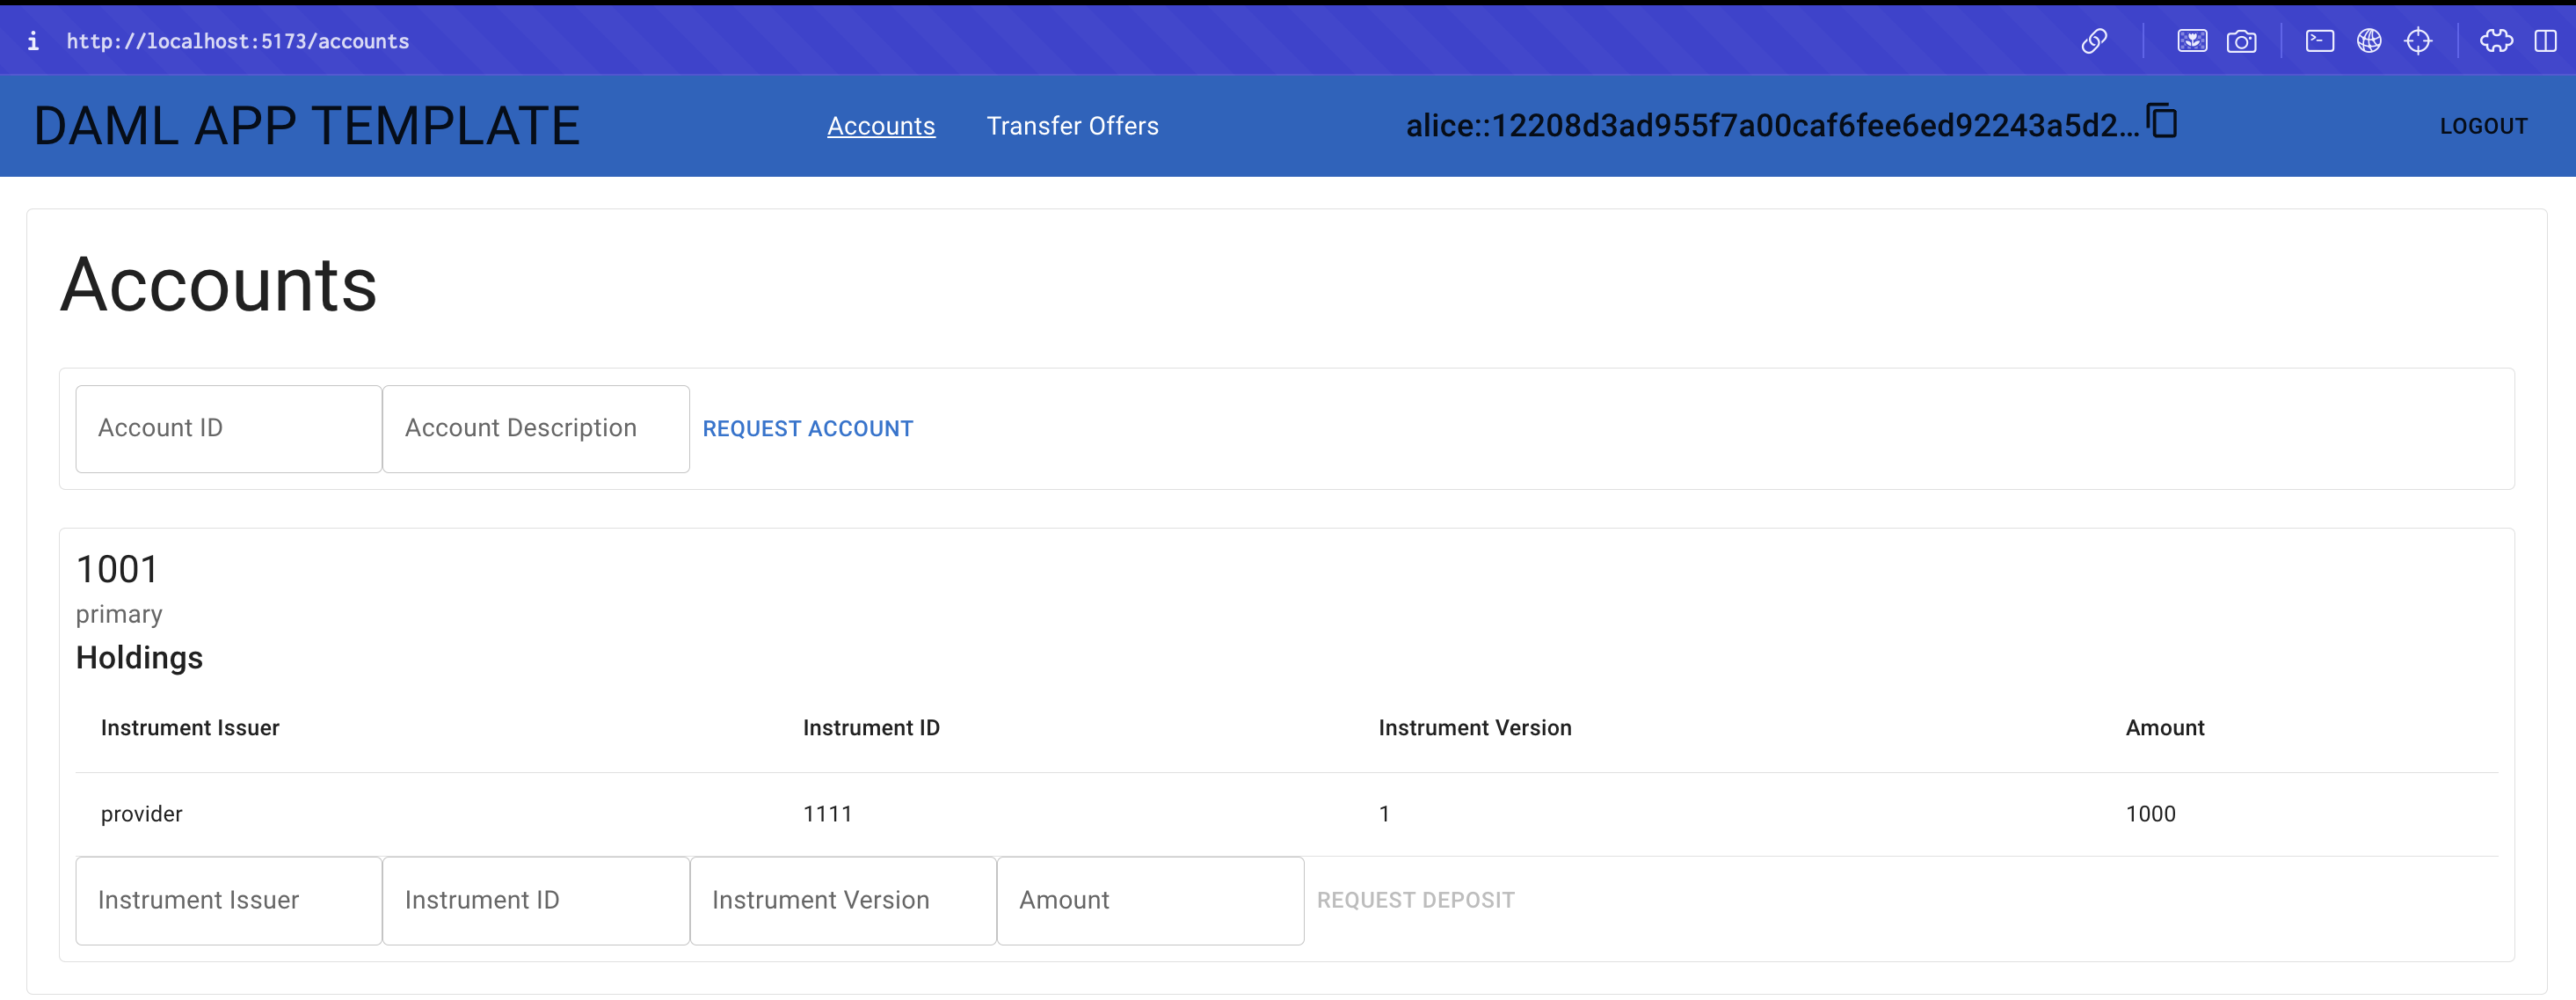 i http://localhost:5173/accounts
DAML APP TEMPLATE Accounts Transfer Offers alice::12208d3ad955f7a00caf6fee6ed92243a5d2... LOGOUT
Accounts
Account ID Account Description REQUEST ACCOUNT
1001
primary
Holdings
Instrument Issuer Instrument ID Instrument Version Amount
provider 1111 1 1000
Instrument Issuer Instrument ID Instrument Version Amount REQUEST DEPOSIT